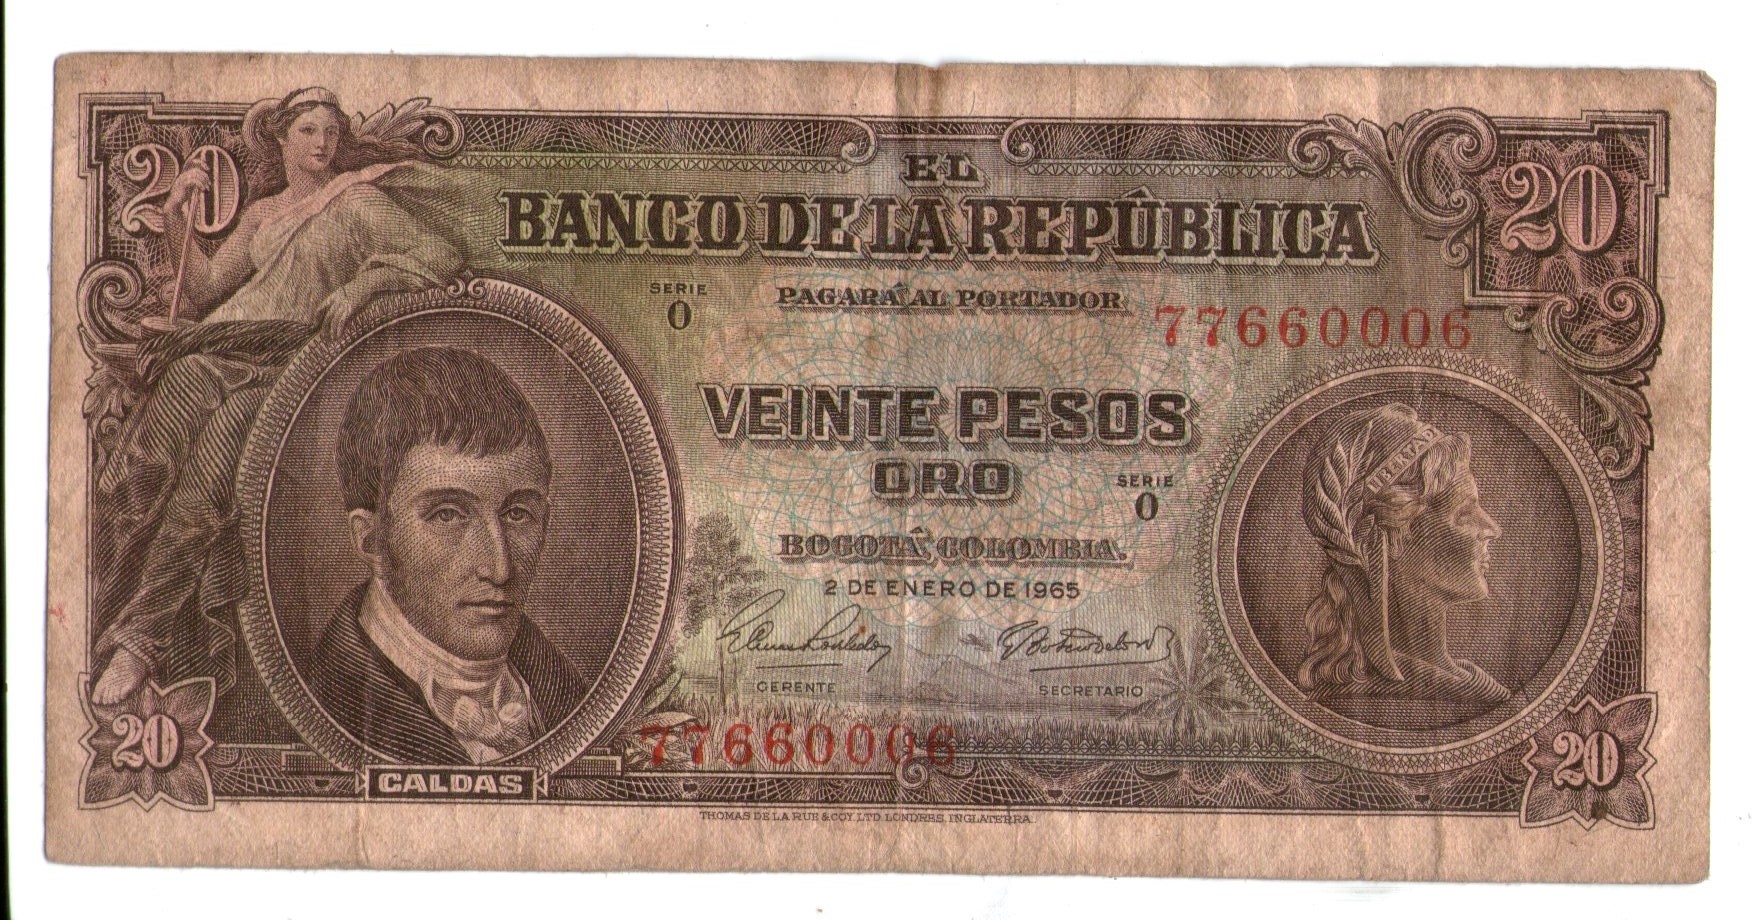 20
20
EL
BANCO DE LA REPÚBLICA
SERIE
O
PAGARÁ AL PORTADOR
77660006
VEINTE PESOS
ORO
LIBERTAD
SERIE
O
BOGOTÁ, COLOMBIA.
2 DE ENERO DE 1965
GERENTE
SECRETARIO
77660006
20
20
CALDAS
THOMAS DE LA RUE & COY. LTD. LONDRES, INGLATERRA.